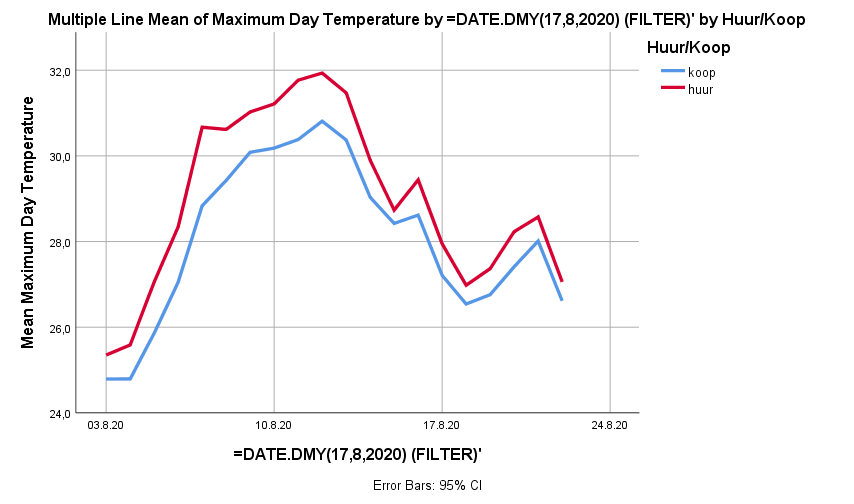 Multiple Line Mean of Maximum Day Temperature by =DATE.DMY(17,8,2020) (FILTER)' by Huur/Koop
Huur/Koop
koop
huur
Mean Maximum Day Temperature
32,0
30,0
28,0
26,0
24,0
03.8.20
10.8.20
17.8.20
24.8.20
=DATE.DMY(17,8,2020) (FILTER)'
Error Bars: 95% CI